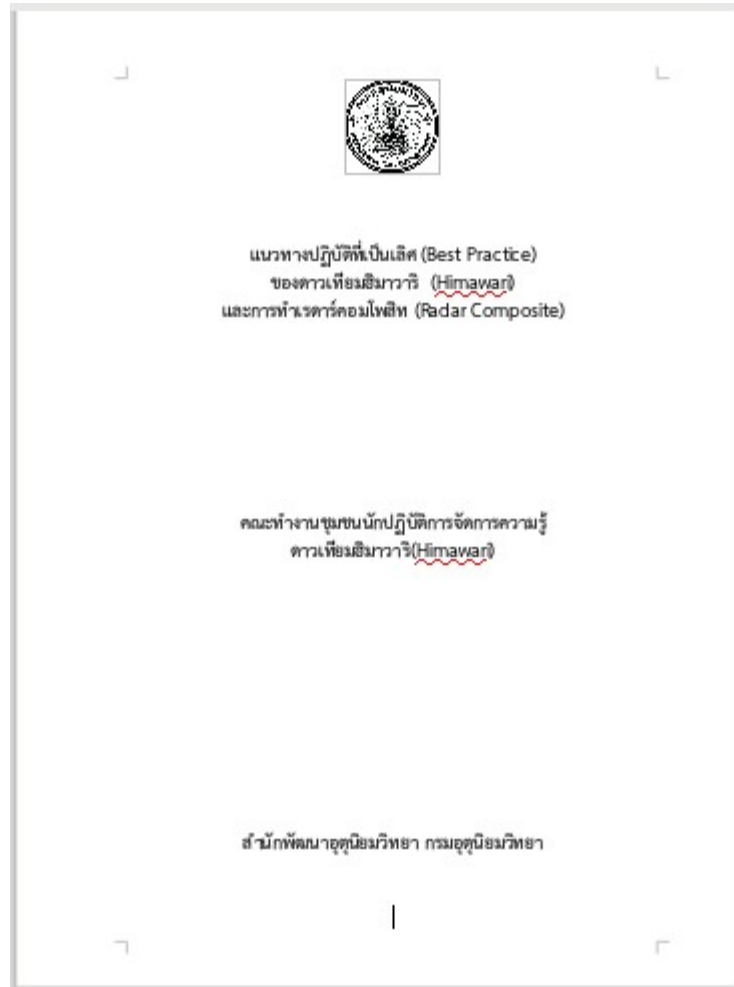 แนวทางปฏิบัติที่เป็นเลิศ (Best Practice)
ของดาวเทียมฮิมาวาริ (Himawari)
และการทำเรดาร์คอมโพสิท (Radar Composite)
คณะทำงานชุมชนนักปฏิบัติการจัดการความรู้
ดาวเทียมฮิมาวาริ(Himawari)
สำนักพัฒนาอุตุนิยมวิทยา กรมอุตุนิยมวิทยา